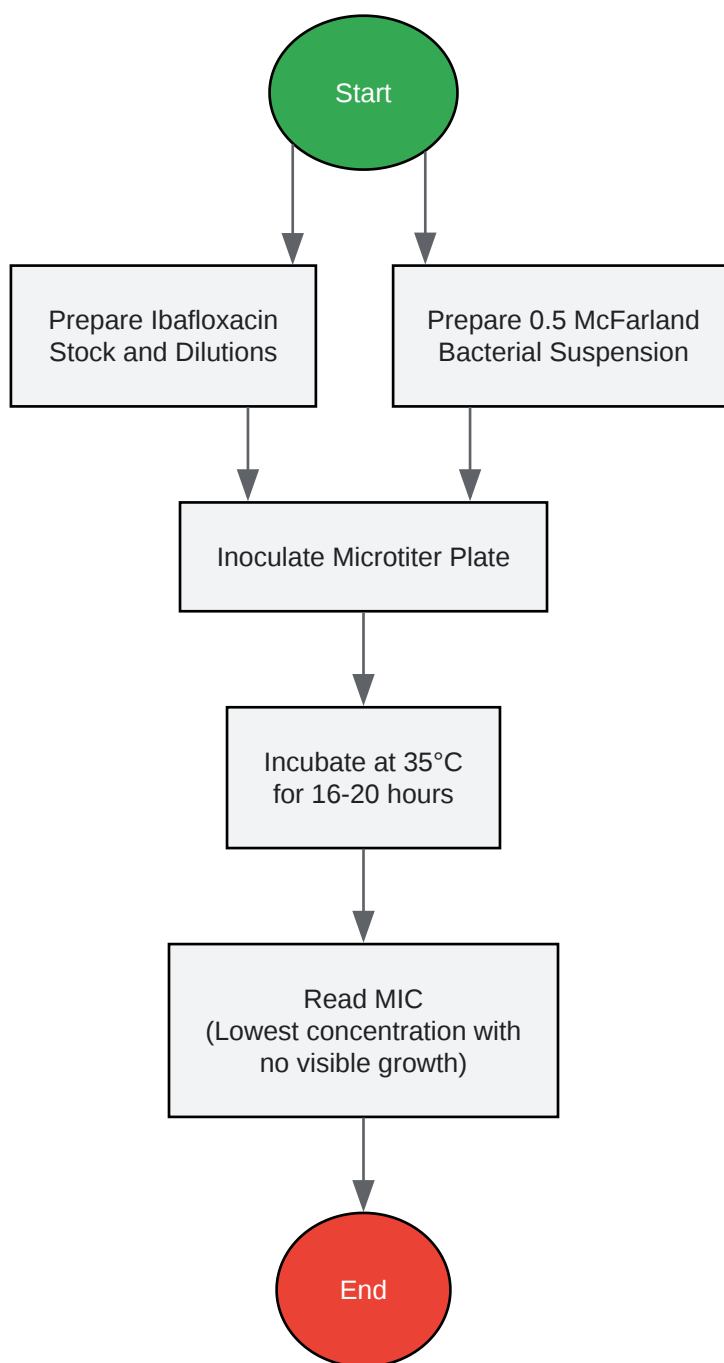 Start
Prepare Ibafloxacin
Stock and Dilutions
Prepare 0.5 McFarland
Bacterial Suspension
Inoculate Microtiter Plate
Incubate at 35°C
for 16-20 hours
Read MIC
(Lowest concentration with
no visible growth)
End